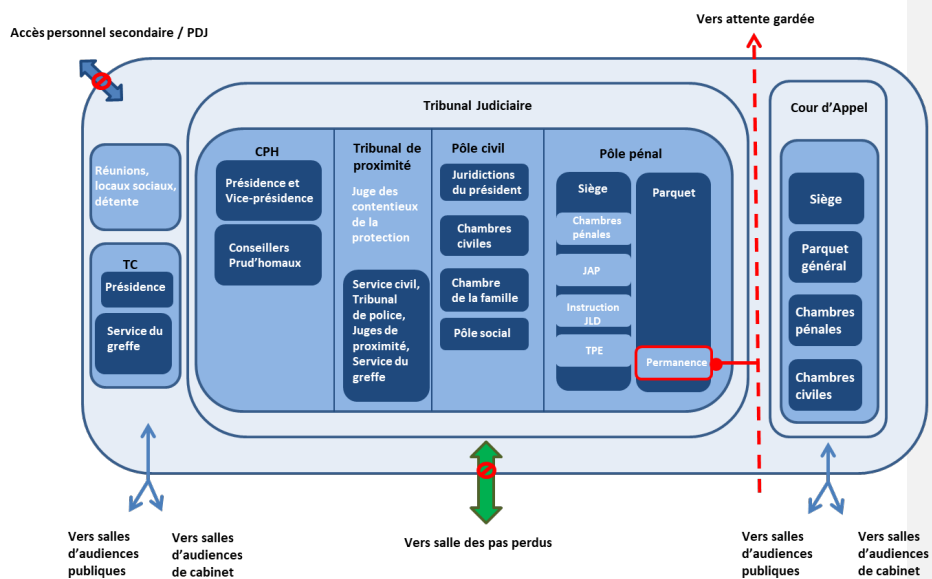 Vers attente gardée
Accès personnel secondaire / PDJ
Tribunal Judiciaire
Cour d'Appel
Réunions,
locaux sociaux,
détente
TC
Présidence
Service du
greffe
CPH
Présidence et
Vice-présidence
Conseillers
Prud'homaux
Tribunal de
proximité
Juge des
contentieux
de la
protection
Service civil,
Tribunal
de police,
Juges de
proximité,
Service du
greffe
Pôle civil
Juridictions
du président
Chambres
civiles
Chambre
de la famille
Pôle social
Pôle pénal
Siège
Chambres
pénales
JAP
Instruction
JLD
TPE
Parquet
Permanence
Siège
Parquet
général
Chambres
pénales
Chambres
civiles
Vers salles
d'audiences
publiques
Vers salles
d'audiences
de cabinet
Vers salle des pas perdus
Vers salles
d'audiences
publiques
Vers salles
d'audiences
de cabinet